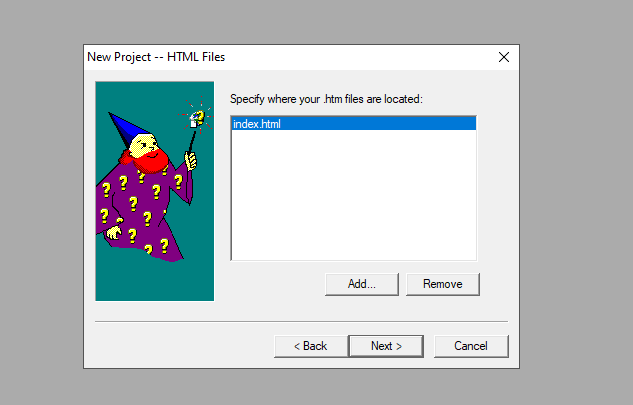 New Project -- HTML Files
Specify where your .htm files are located:
index.html
Add...
Remove
< Back
Next >
Cancel